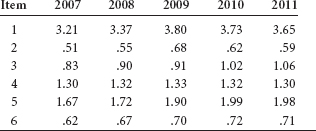 Item 2007 2008 2009 2010 2011
1 3.21 3.37 3.80 3.73 3.65
2 .51 .55 .68 .62 .59
3 .83 .90 .91 1.02 1.06
4 1.30 1.32 1.33 1.32 1.30
5 1.67 1.72 1.90 1.99 1.98
6 .62 .67 .70 .72 .71